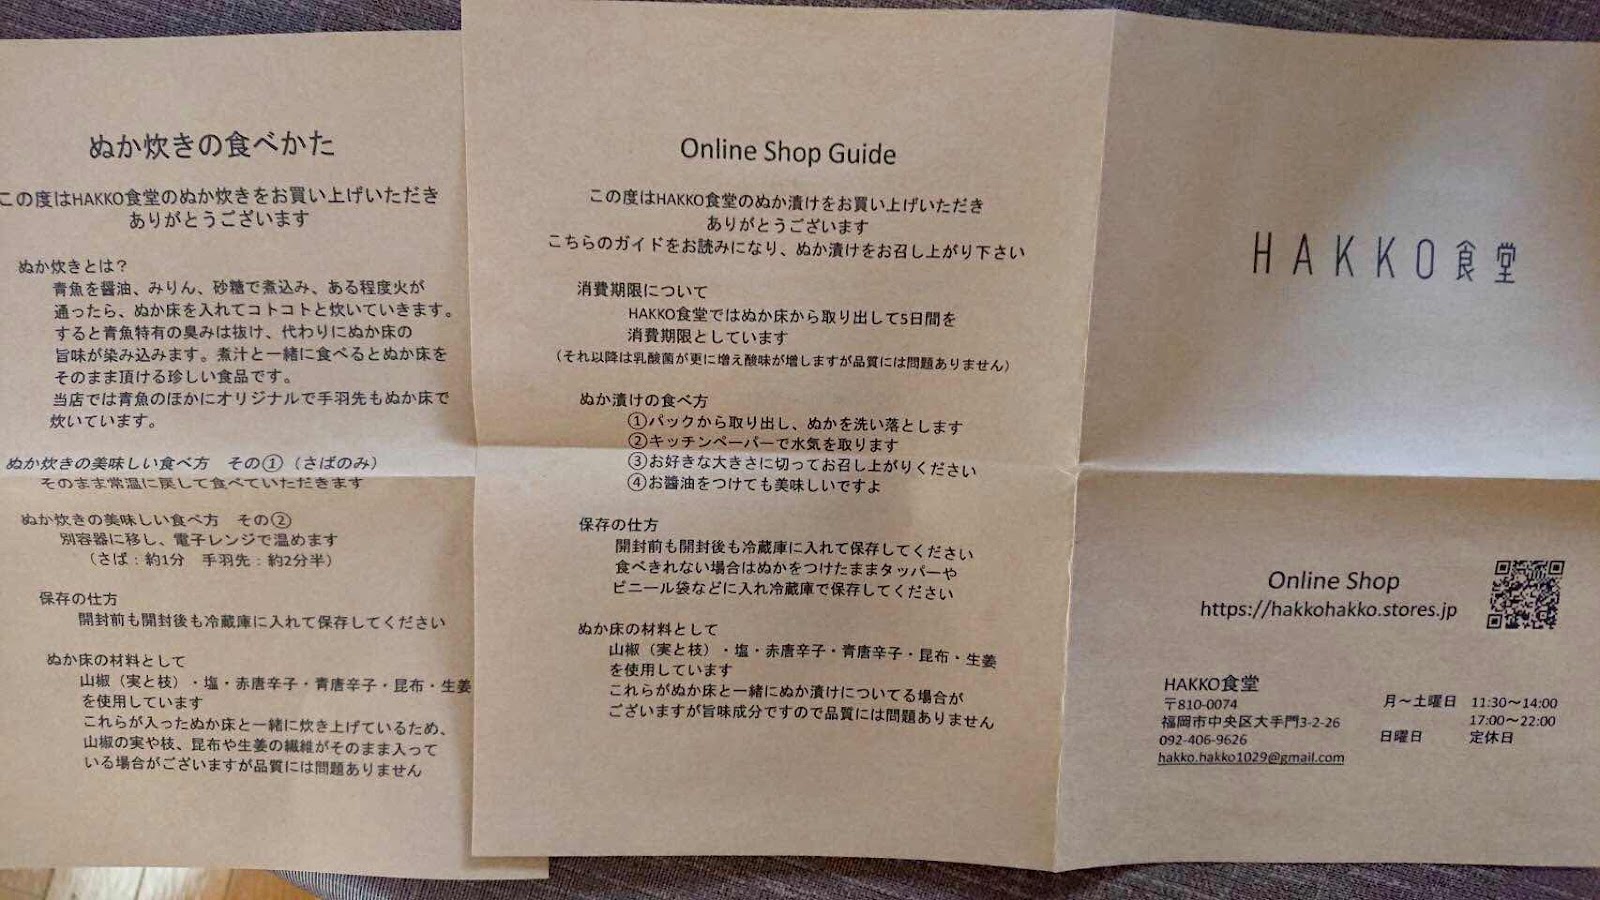 ぬか炊きの食べかた
この度はHAKKO食堂のぬか炊きをお買い上げいただき
ありがとうございます
ぬか炊きとは？
青魚を醤油、みりん、砂糖で煮込み、ある程度火が
通ったら、ぬか床を入れてコトコトと炊いていきます。
すると青魚特有の臭みは抜け、代わりにぬか床の
旨味が染み込みます。煮汁と一緒に食べるとぬか床を
そのまま頂ける珍しい食品です。
当店では青魚のほかにオリジナルで手羽先もぬか床で
炊いています。
ぬか炊きの美味しい食べ方　その①（さばのみ）
そのまま常温に戻して食べていただきます
ぬか炊きの美味しい食べ方　その②
別容器に移し、電子レンジで温めます
（さば：約1分　手羽先：約2分半）
保存の仕方
開封前も開封後も冷蔵庫に入れて保存してください
ぬか床の材料として
山椒（実と枝）・塩・赤唐辛子・青唐辛子・昆布・生姜
を使用しています
これらが入ったぬか床と一緒に炊き上げているため、
山椒の実や枝、昆布や生姜の繊維がそのまま入って
いる場合がございますが品質には問題ありません
Online Shop Guide
この度はHAKKO食堂のぬか漬けをお買い上げいただき
ありがとうございます
こちらのガイドをお読みになり、ぬか漬けをお召し上がり下さい
消費期限について
HAKKO食堂ではぬか床から取り出して5日間を
消費期限としています
（それ以降は乳酸菌が更に増え酸味が増しますが品質には問題ありません）
ぬか漬けの食べ方
①パックから取り出し、ぬかを洗い落とします
②キッチンペーパーで水気を取ります
③お好きな大きさに切ってお召し上がりください
④お醤油をつけても美味しいですよ
保存の仕方
開封前も開封後も冷蔵庫に入れて保存してください
食べきれない場合はぬかをつけたままタッパーや
ビニール袋などに入れ冷蔵庫で保存してください
ぬか床の材料として
山椒（実と枝）・塩・赤唐辛子・青唐辛子・昆布・生姜
を使用しています
これらがぬか床と一緒にぬか漬けについてる場合が
ございますが旨味成分ですので品質には問題ありません
HAKKO食堂
Online Shop
https://hakkohakko.stores.jp
HAKKO食堂
〒810-0074
福岡市中央区大手門3-2-26
092-406-9626
hakko.hakko1029@gmail.com
月〜土曜日　11:30〜14:00
17:00〜22:00
日曜日　定休日